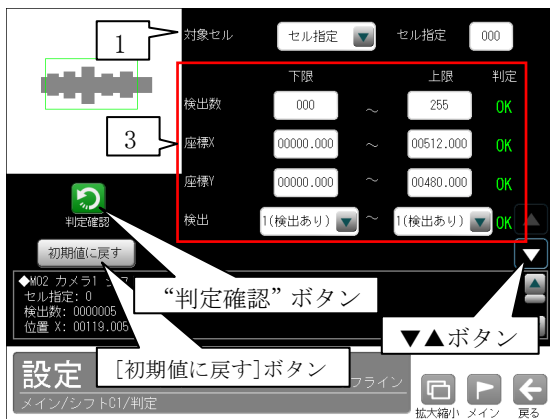 1
対象セル セル指定 セル指定 000
下限 上限 判定
検出数 000 ～ 255 OK
3
座標X 00000.000 ～ 00512.000 OK
座標Y 00000.000 ～ 00480.000 OK
検出 1(検出あり) ～ 1(検出あり) OK
判定確認
初期値に戻す
◆M02 カメラ1
セル指定: 0
検出数: 0000005
位置 X: 00119.005
“判定確認” ボタン
▼▲ボタン
[初期値に戻す]ボタン
設定
フライン
メイン/シフトC1/判定
拡大縮小 メイン 戻る